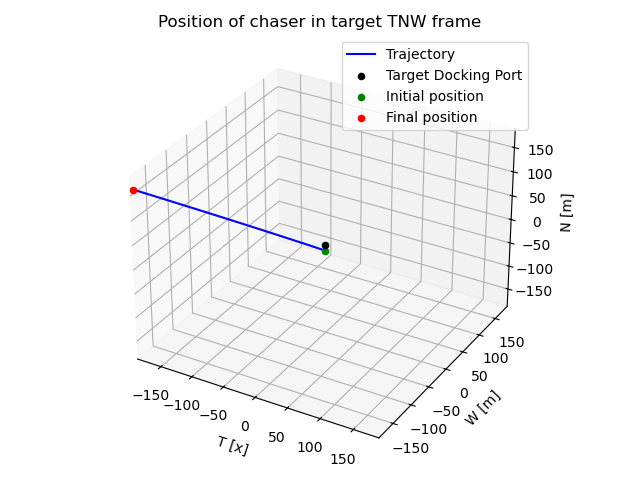 Position of chaser in target TNW frame
Trajectory
Target Docking Port
Initial position
Final position
150
100
50
0
−50
−100
−150
N [m]
150
100
50
0
−50
−100
−150
W [m]
−150
−100
−50
0
50
100
150
T [x]